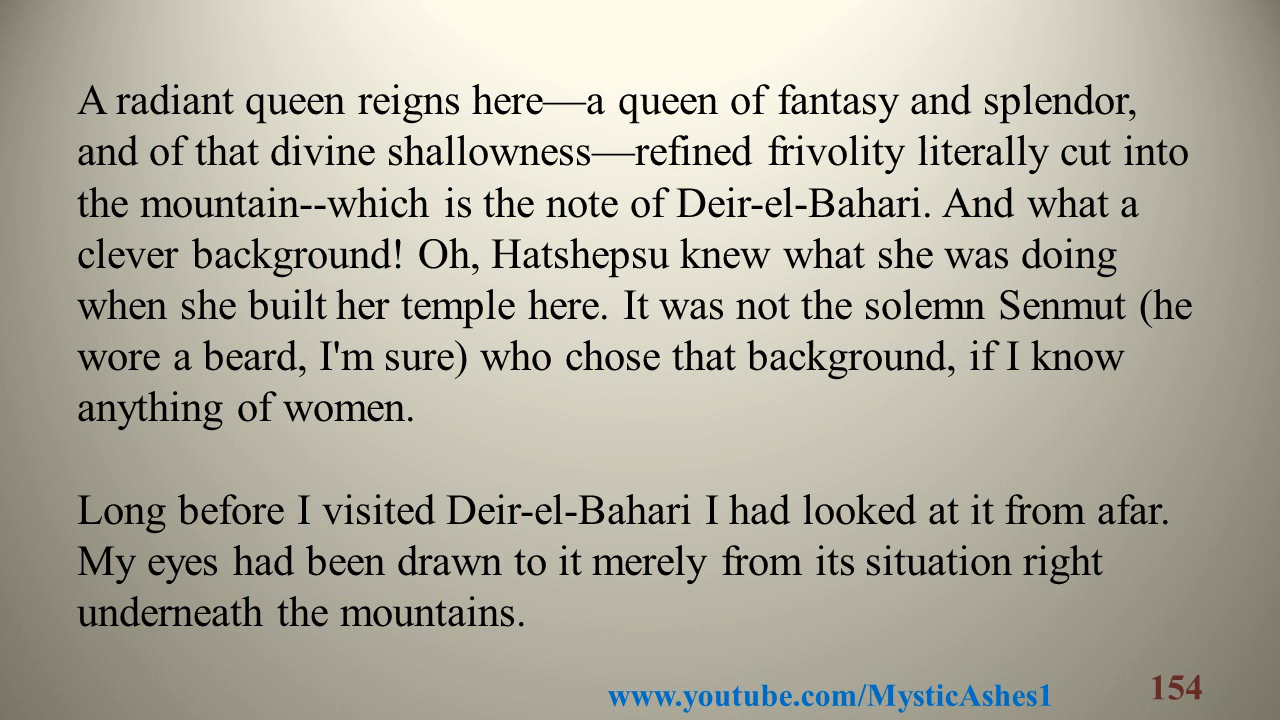 A radiant queen reigns here—a queen of fantasy and splendor,
and of that divine shallowness—refined frivolity literally cut into
the mountain--which is the note of Deir-el-Bahari. And what a
clever background! Oh, Hatshepsu knew what she was doing
when she built her temple here. It was not the solemn Senmut (he
wore a beard, I'm sure) who chose that background, if I know
anything of women.
Long before I visited Deir-el-Bahari I had looked at it from afar.
My eyes had been drawn to it merely from its situation right
underneath the mountains.
www.youtube.com/MysticAshes1
154